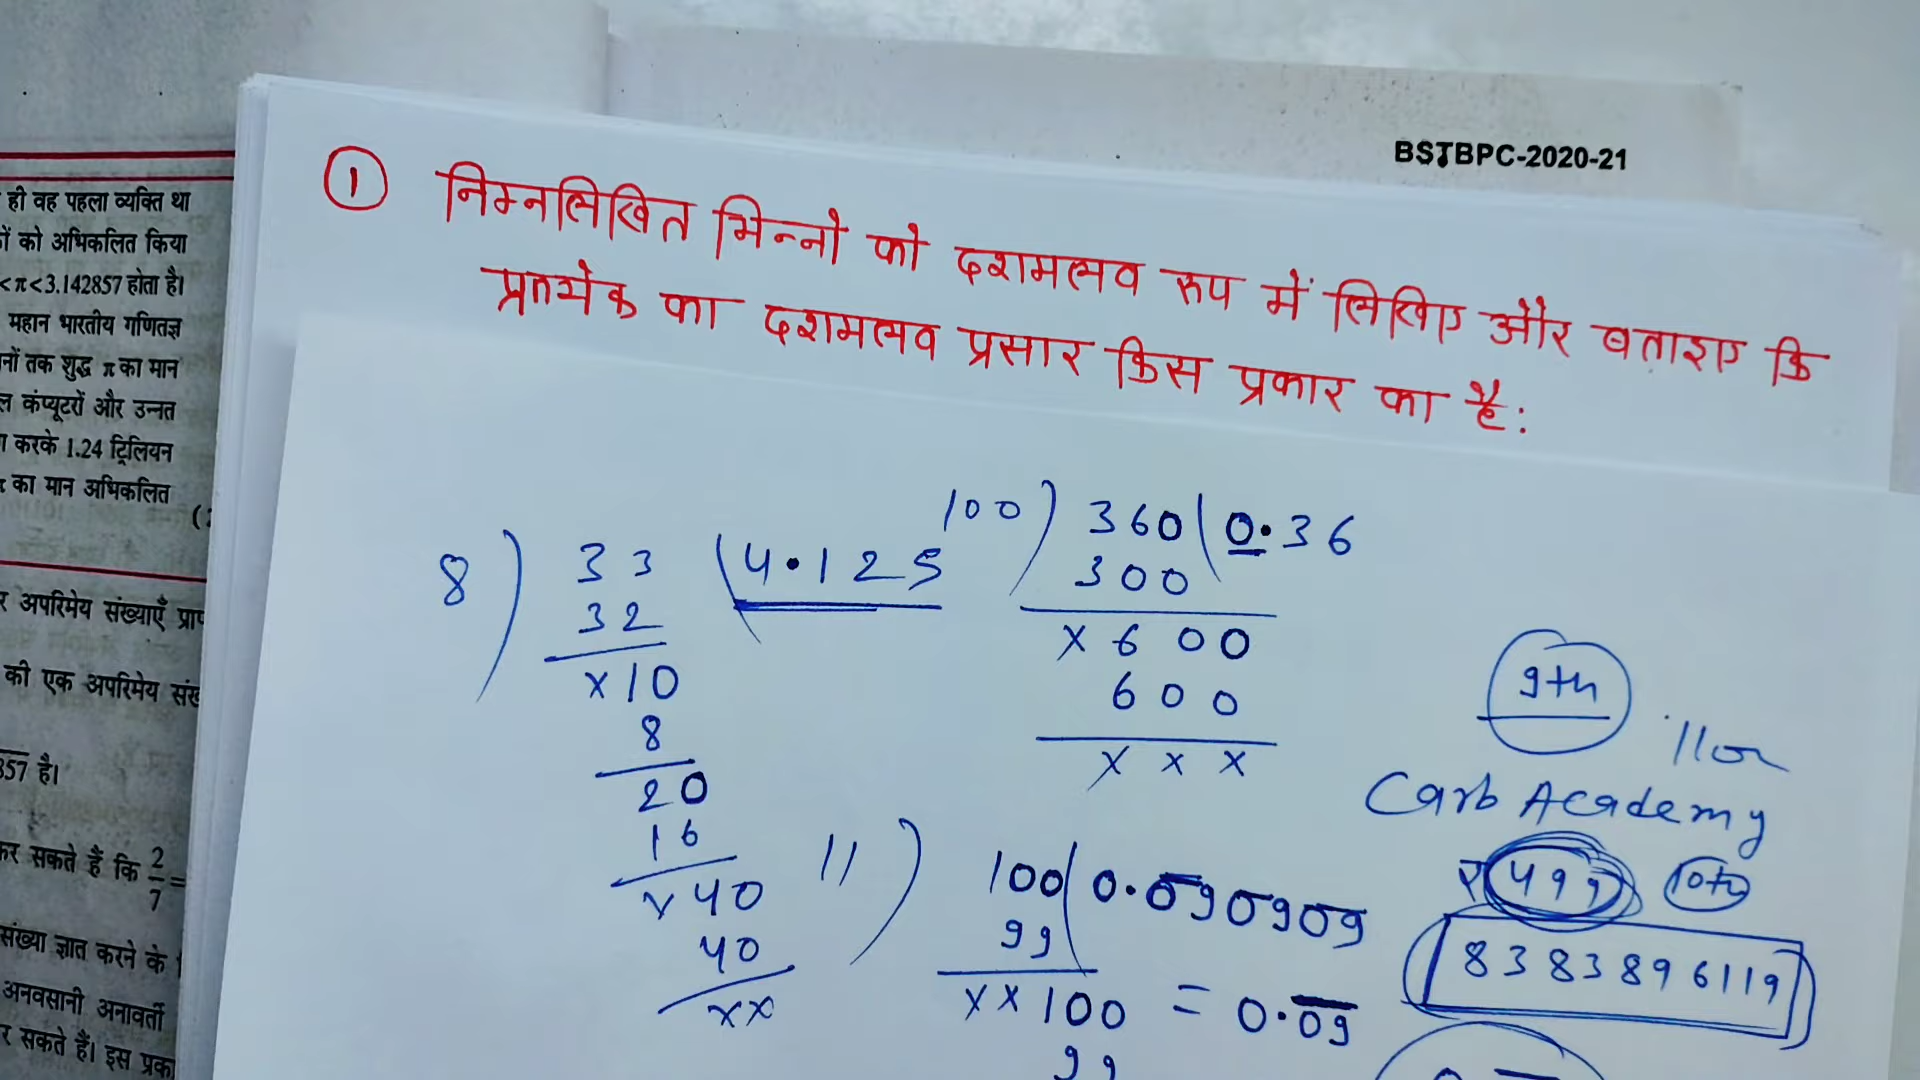 BSTBPC-2020-21
ही वह पहला व्यक्ति था
को अभिकलित किया
<π<3.142857 होता है।
महान भारतीय गणितज्ञ
नों तक शुद्ध π का मान
कंप्यूटरों और उन्नत
करके 1.24 ट्रिलियन
का मान अभिकलित
अपरिमेय संख्याएँ
की एक अपरिमेय
857 है।
कर सकते हैं कि 2/7 =
संख्या ज्ञात करने के
अनवसानी अनावर्ती
र सकते हैं। इस
① निम्नलिखित भिन्नो को दशमलव रूप में लिखिए और बताइए कि
प्रत्येक का दशमलव प्रसार किस प्रकार का है:
8 ) 33 ( 4.125
32
x10
8
20
16
x40
40
xx
100 ) 360 ( 0.36
300
x600
600
x x x
11 ) 100 ( 0.090909
99
xx100 = 0.09̅
99
9th
Carb Academy
₹ 499 10th
8383896119